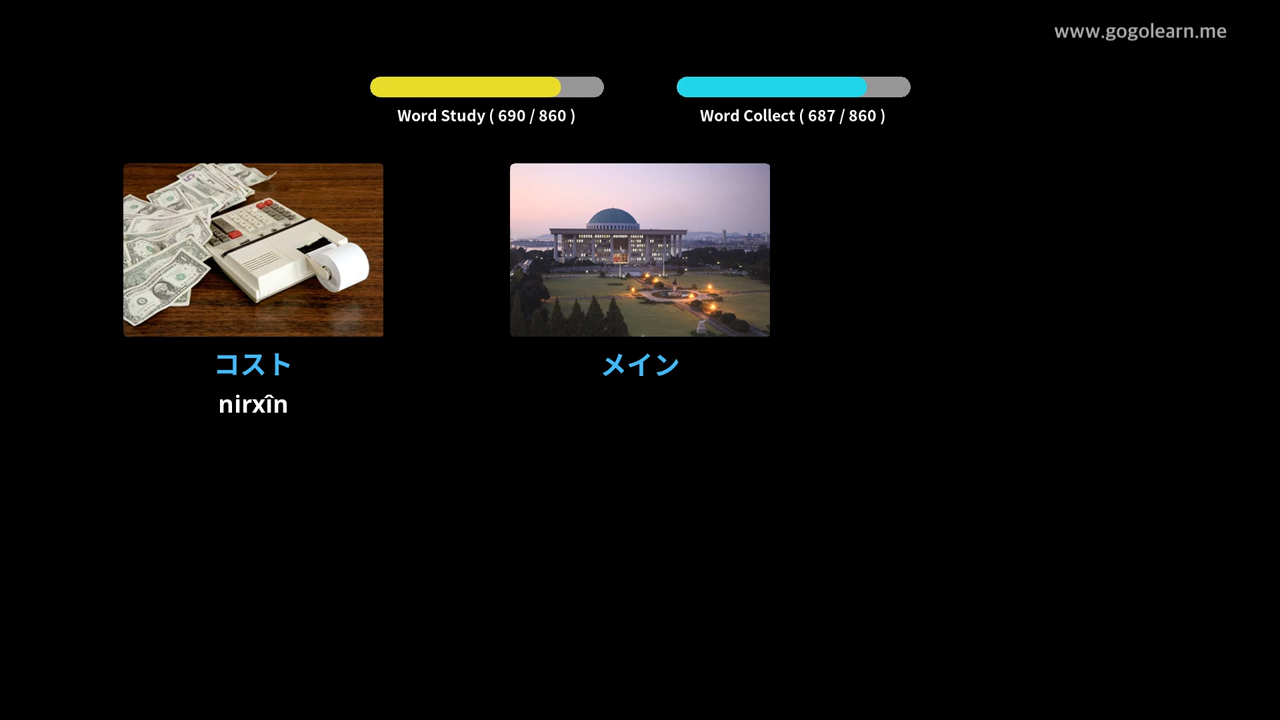 www.gogolearn.me
Word Study ( 690 / 860 )
Word Collect ( 687 / 860 )
コスト
nirxîn
メイン